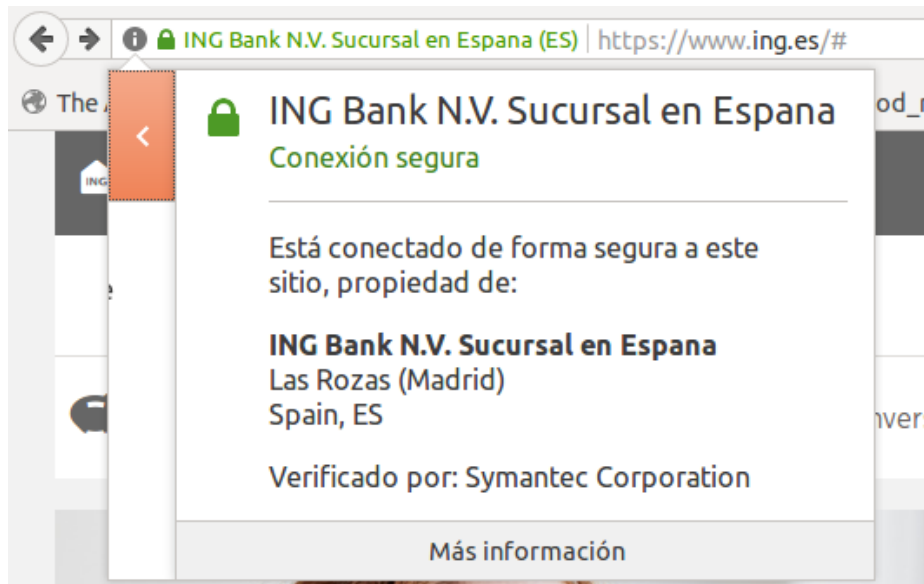 ING Bank N.V. Sucursal en Espana (ES) https://www.ing.es/#
The
ING
ING Bank N.V. Sucursal en Espana
Conexión segura
Está conectado de forma segura a este
sitio, propiedad de:
ING Bank N.V. Sucursal en Espana
Las Rozas (Madrid)
Spain, ES
Verificado por: Symantec Corporation
Más información